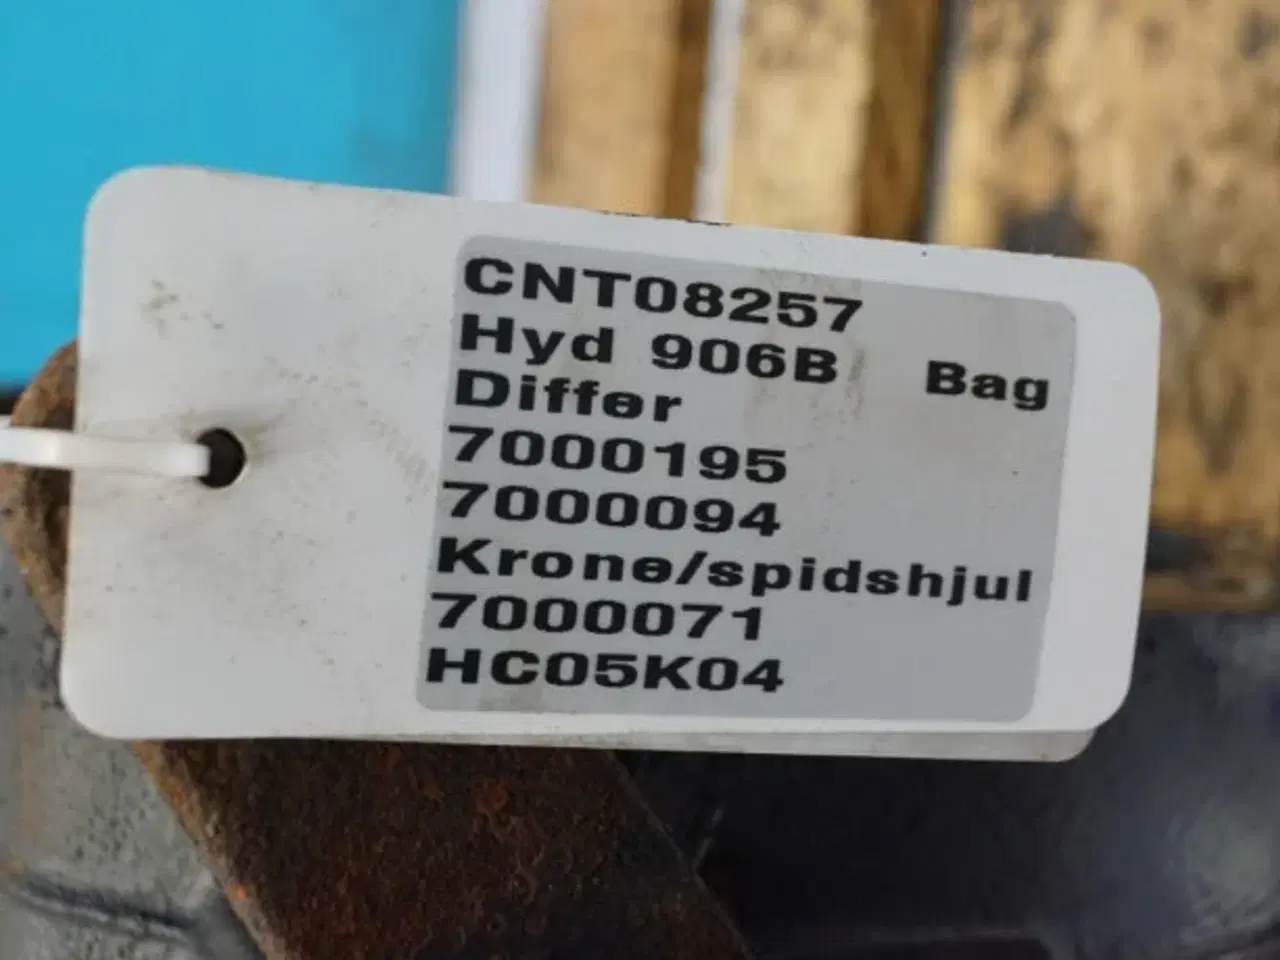 CNT08257
Hyd 906B Bag
Differ
7000195
7000094
Krone/spidshjul
7000071
HC05K04